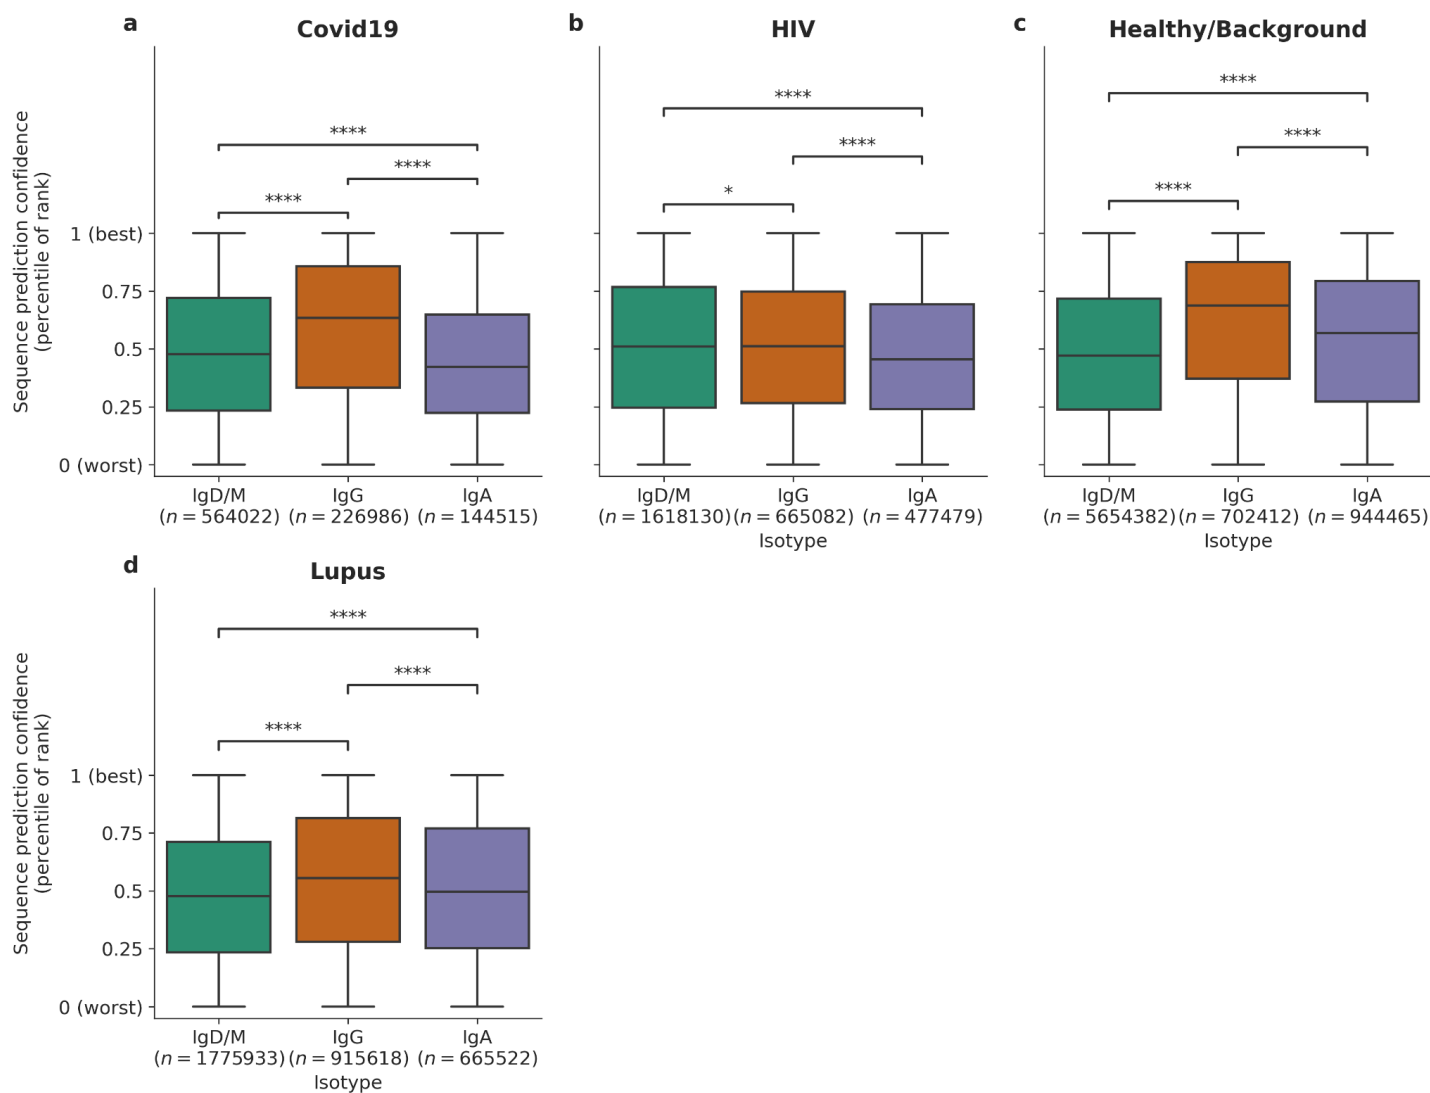 a
Covid19
Sequence prediction confidence
(percentile of rank)
****
****
****
1 (best)
0.75
0.5
0.25
0 (worst)
IgD/M
(n = 564022)
IgG
(n = 226986)
IgA
(n = 144515)
b
HIV
****
****
*
IgD/M
(n = 1618130)
IgG
(n = 665082)
IgA
(n = 477479)
Isotype
c
Healthy/Background
****
****
****
IgD/M
(n = 5654382)
IgG
(n = 702412)
IgA
(n = 944465)
Isotype
d
Lupus
Sequence prediction confidence
(percentile of rank)
****
****
****
1 (best)
0.75
0.5
0.25
0 (worst)
IgD/M
(n = 1775933)
IgG
(n = 915618)
IgA
(n = 665522)
Isotype